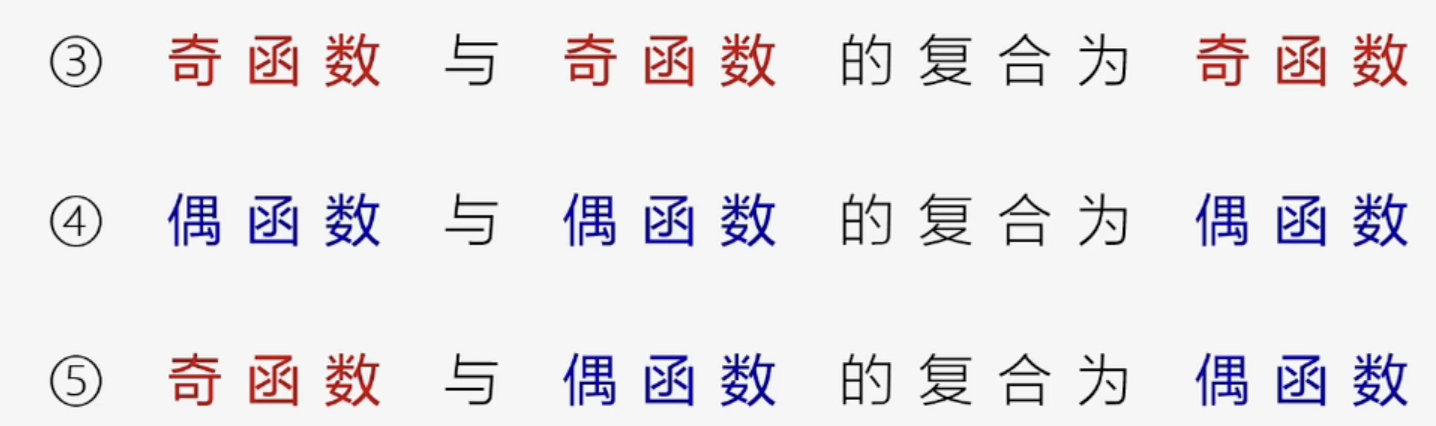 ③ 奇函数 与 奇函数 的复合为 奇函数
④ 偶函数 与 偶函数 的复合为 偶函数
⑤ 奇函数 与 偶函数 的复合为 偶函数